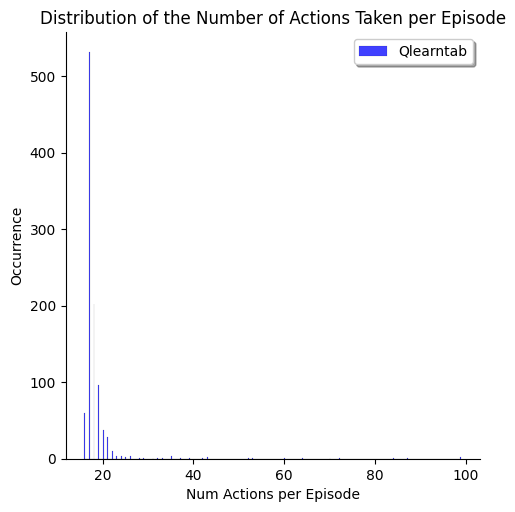 Distribution of the Number of Actions Taken per Episode
Qlearntab
500
400
300
200
100
0
Occurrence
20
40
60
80
100
Num Actions per Episode